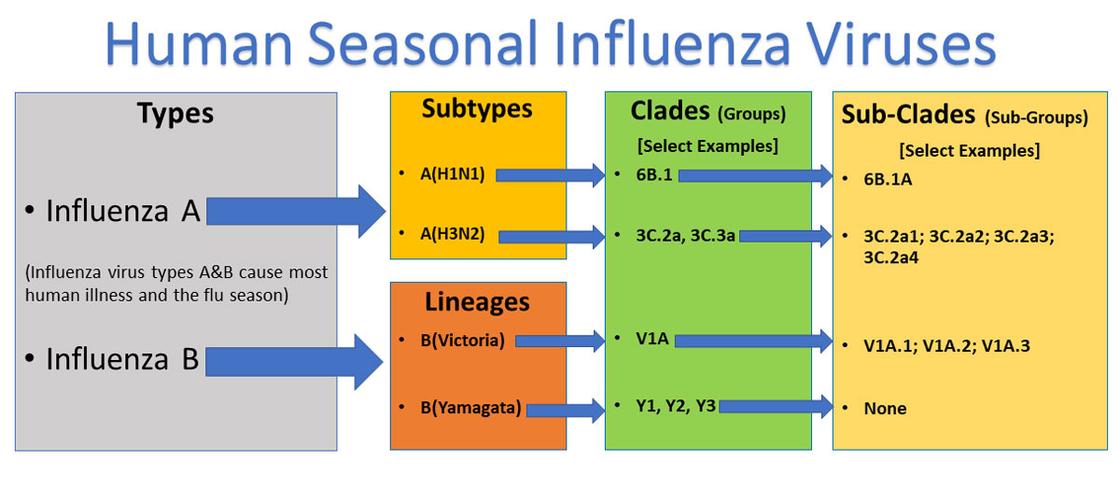 Human Seasonal Influenza Viruses
Types
• Influenza A
(Influenza virus types A&B cause most
human illness and the flu season)
• Influenza B
Subtypes
• A(H1N1)
• A(H3N2)
Lineages
• B(Victoria)
• B(Yamagata)
Clades (Groups)
[Select Examples]
• 6B.1
• 3C.2a, 3C.3a
• V1A
• Y1, Y2, Y3
Sub-Clades (Sub-Groups)
[Select Examples]
• 6B.1A
• 3C.2a1; 3C.2a2; 3C.2a3;
3C.2a4
• V1A.1; V1A.2; V1A.3
• None